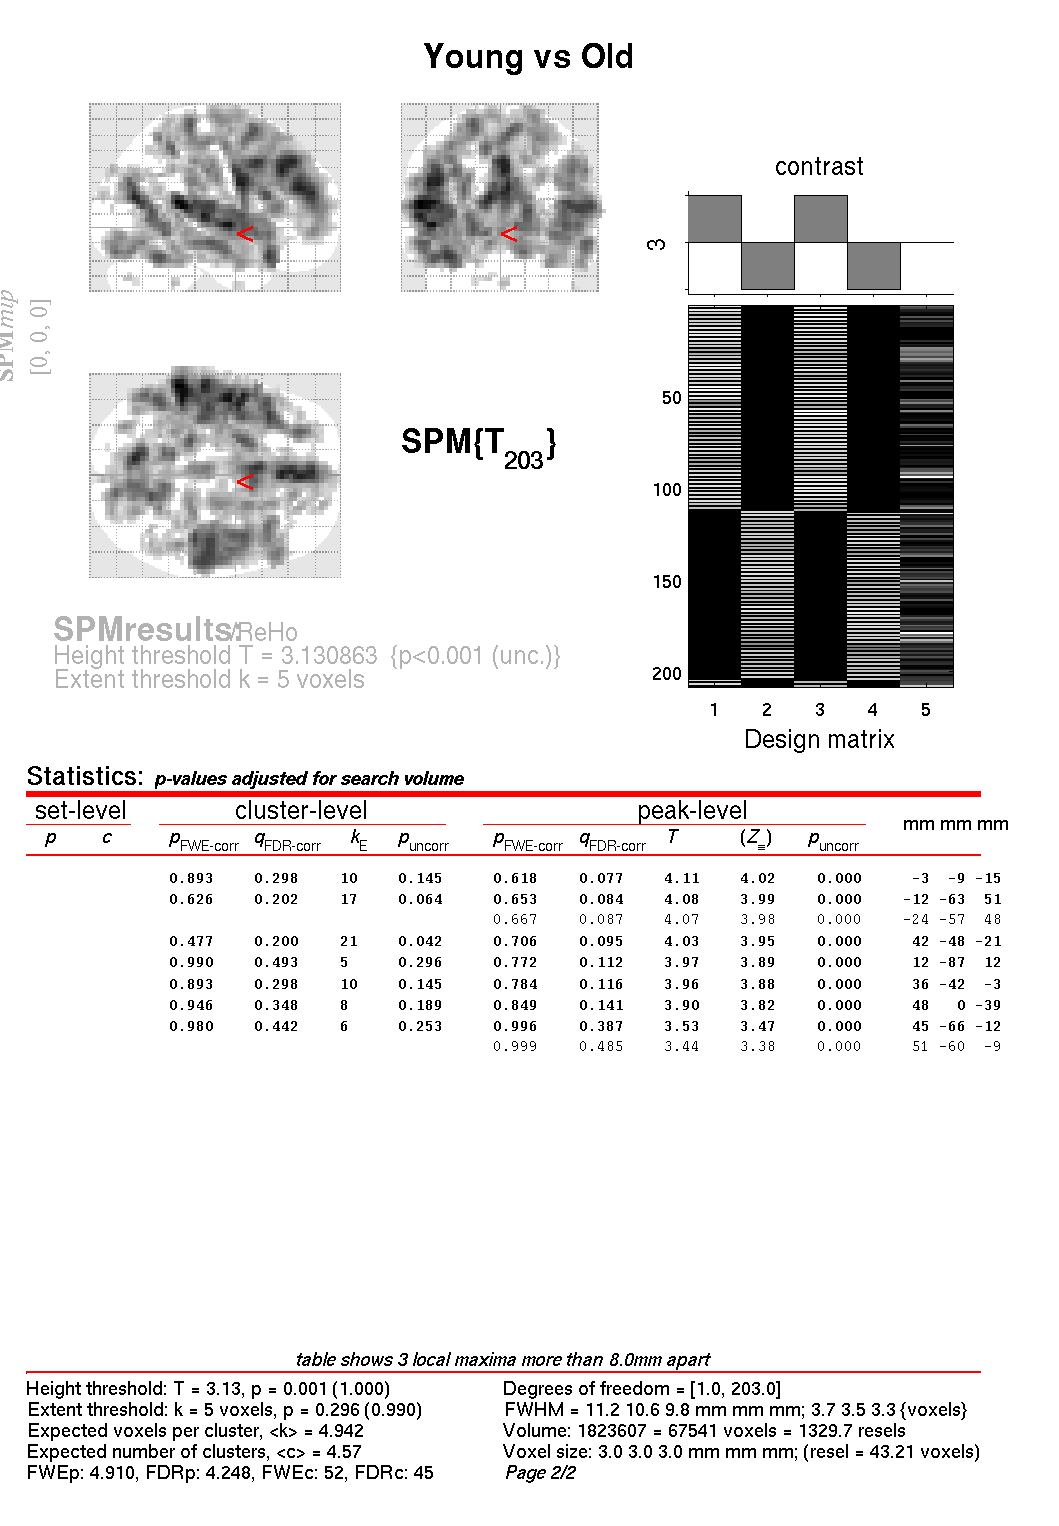 Young vs Old
contrast
3
SPMmip
[0, 0, 0]
<
<
<
SPM{T203}
50
100
150
200
1 2 3 4 5
Design matrix
SPMresults: ./ReHo
Height threshold T = 3.130863 {p<0.001 (unc.)}
Extent threshold k = 5 voxels
Statistics: p-values adjusted for search volume
set-level cluster-level peak-level mm mm mm
p c pFWE-corr qFDR-corr kE puncorr pFWE-corr qFDR-corr T (Z≡) puncorr
0.893 0.298 10 0.145 0.618 0.077 4.11 4.02 0.000 -3 -9 -15
0.626 0.202 17 0.064 0.653 0.084 4.08 3.99 0.000 -12 -63 51
0.667 0.087 4.07 3.98 0.000 -24 -57 48
0.477 0.200 21 0.042 0.706 0.095 4.03 3.95 0.000 42 -48 -21
0.990 0.493 5 0.296 0.772 0.112 3.97 3.89 0.000 12 -87 12
0.893 0.298 10 0.145 0.784 0.116 3.96 3.88 0.000 36 -42 -3
0.946 0.348 8 0.189 0.849 0.141 3.90 3.82 0.000 48 0 -39
0.980 0.442 6 0.253 0.996 0.387 3.53 3.47 0.000 45 -66 -12
0.999 0.485 3.44 3.38 0.000 51 -60 -9
table shows 3 local maxima more than 8.0mm apart
Height threshold: T = 3.13, p = 0.001 (1.000)
Extent threshold: k = 5 voxels, p = 0.296 (0.990)
Expected voxels per cluster, <k> = 4.942
Expected number of clusters, <c> = 4.57
FWEp: 4.910, FDRp: 4.248, FWEc: 52, FDRc: 45
Degrees of freedom = [1.0, 203.0]
FWHM = 11.2 10.6 9.8 mm mm mm; 3.7 3.5 3.3 {voxels}
Volume: 1823607 = 67541 voxels = 1329.7 resels
Voxel size: 3.0 3.0 3.0 mm mm mm; (resel = 43.21 voxels)
Page 2/2